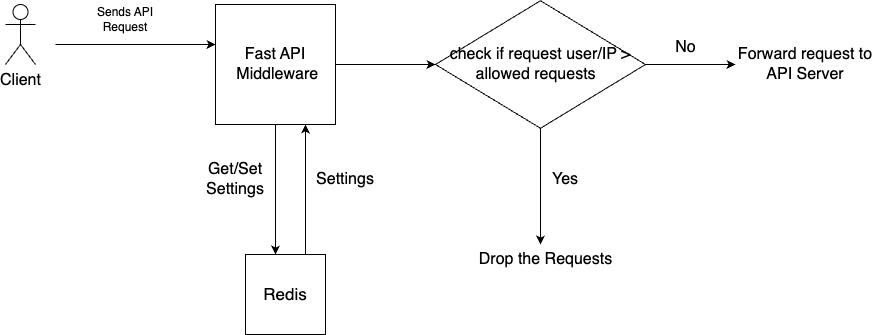 Sends API
Request
Client
Fast API
Middleware
check if request user/IP >
allowed requests
No
Forward request to
API Server
Get/Set
Settings
Settings
Yes
Drop the Requests
Redis